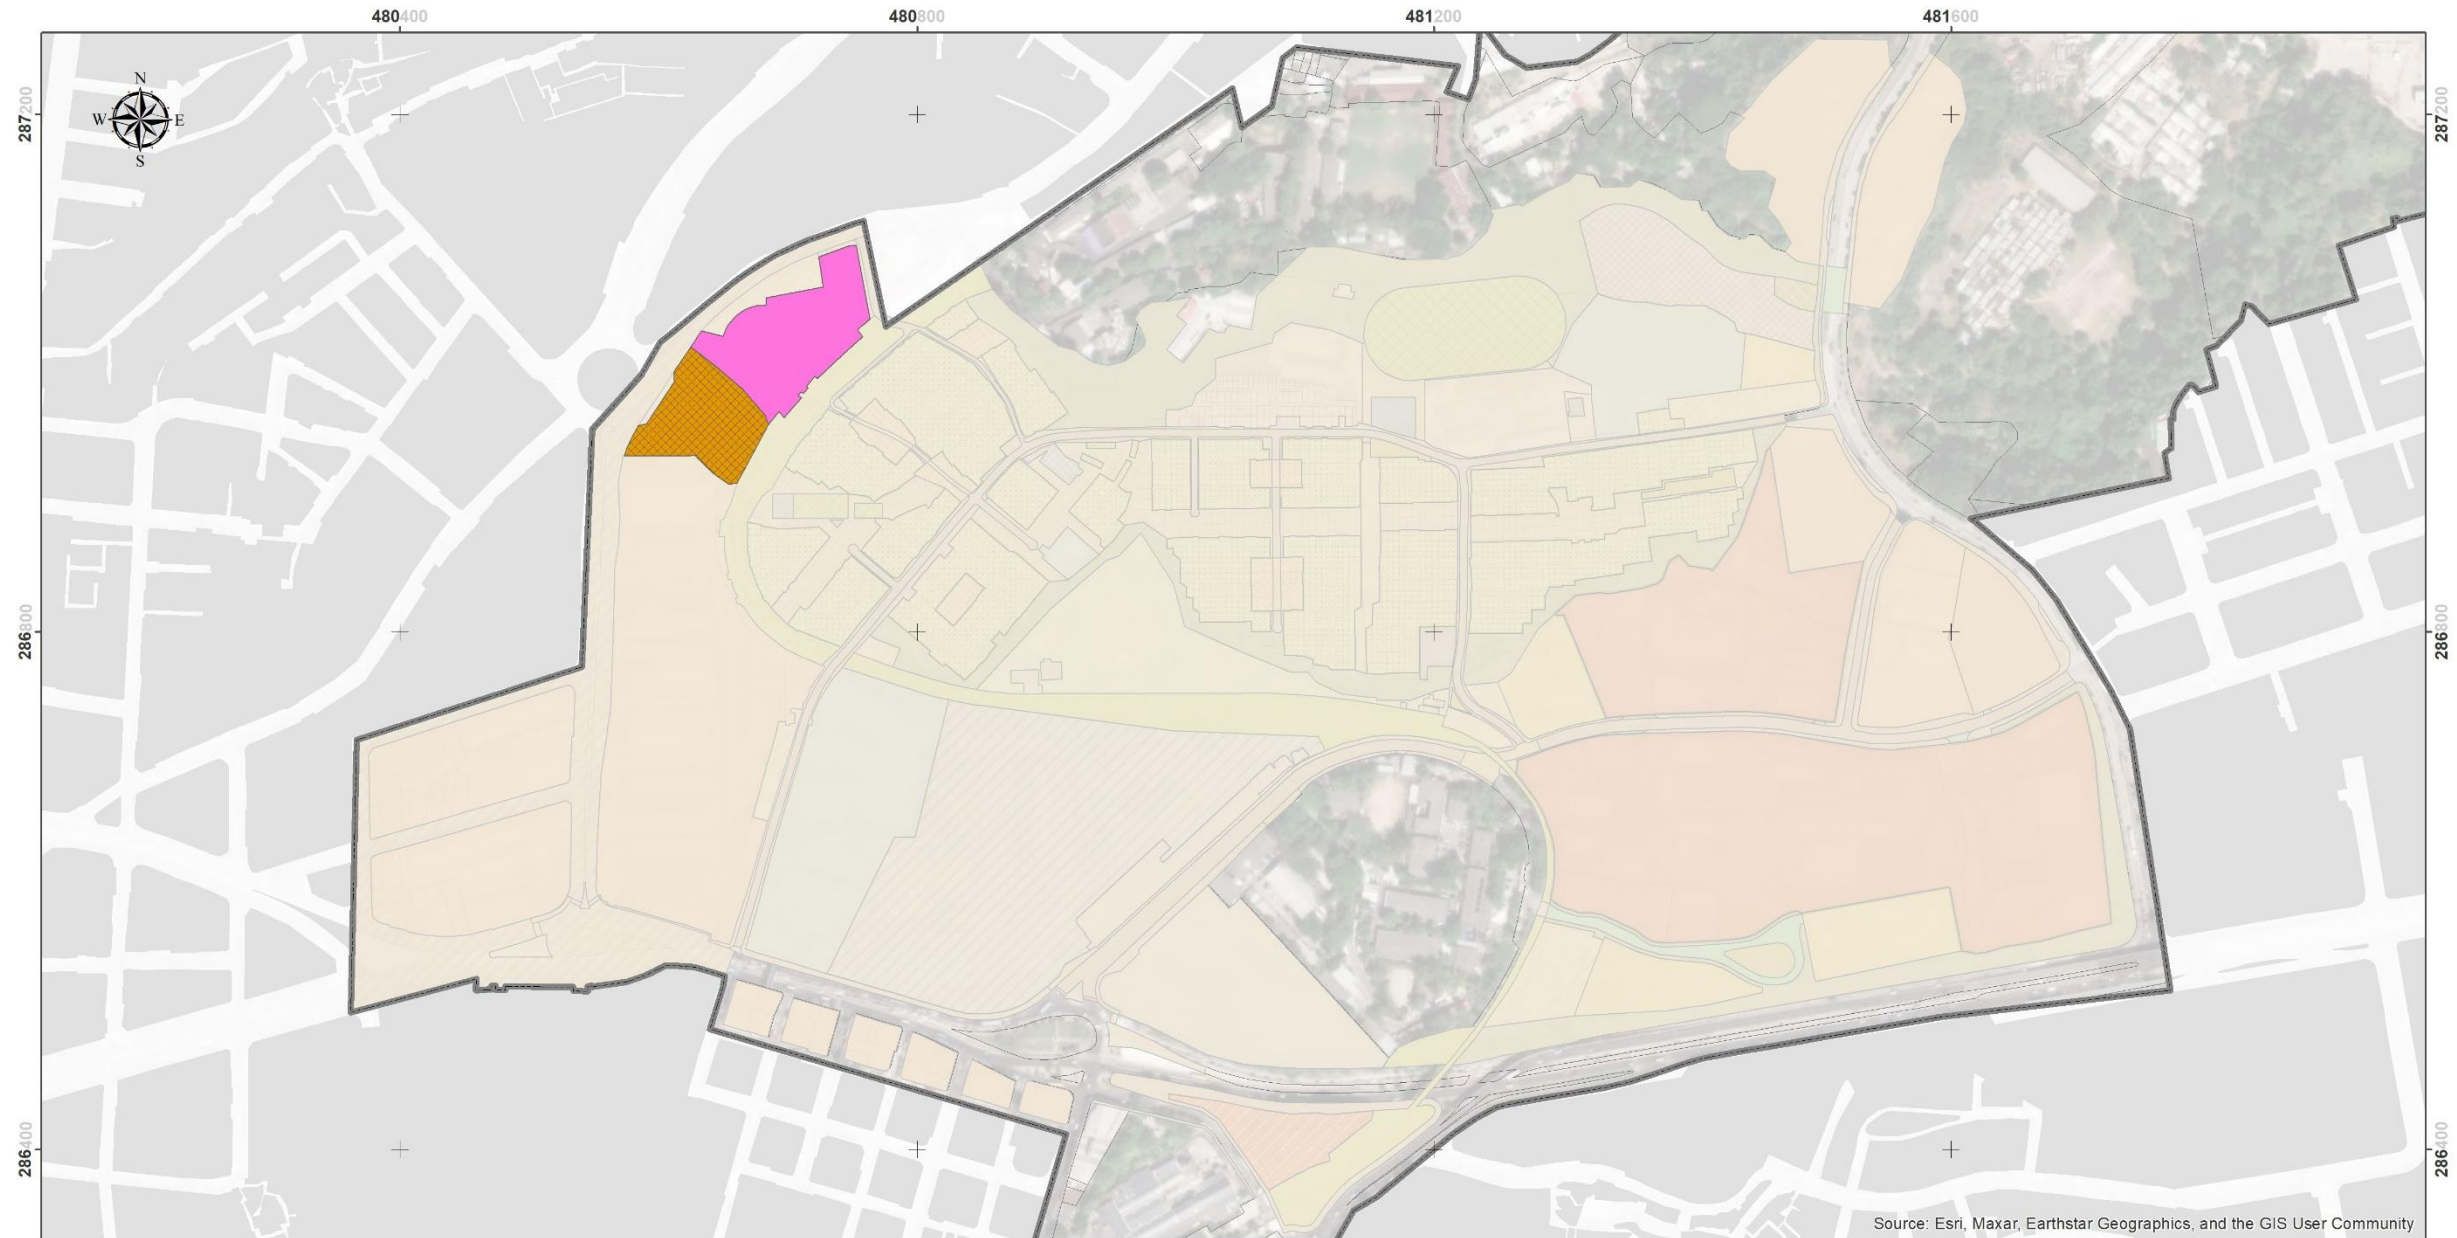 480400 480800 481200 481600
N
W E
S
287200 287200
286800 286800
286400 286400
Source: Esri, Maxar, Earthstar Geographics, and the GIS User Community